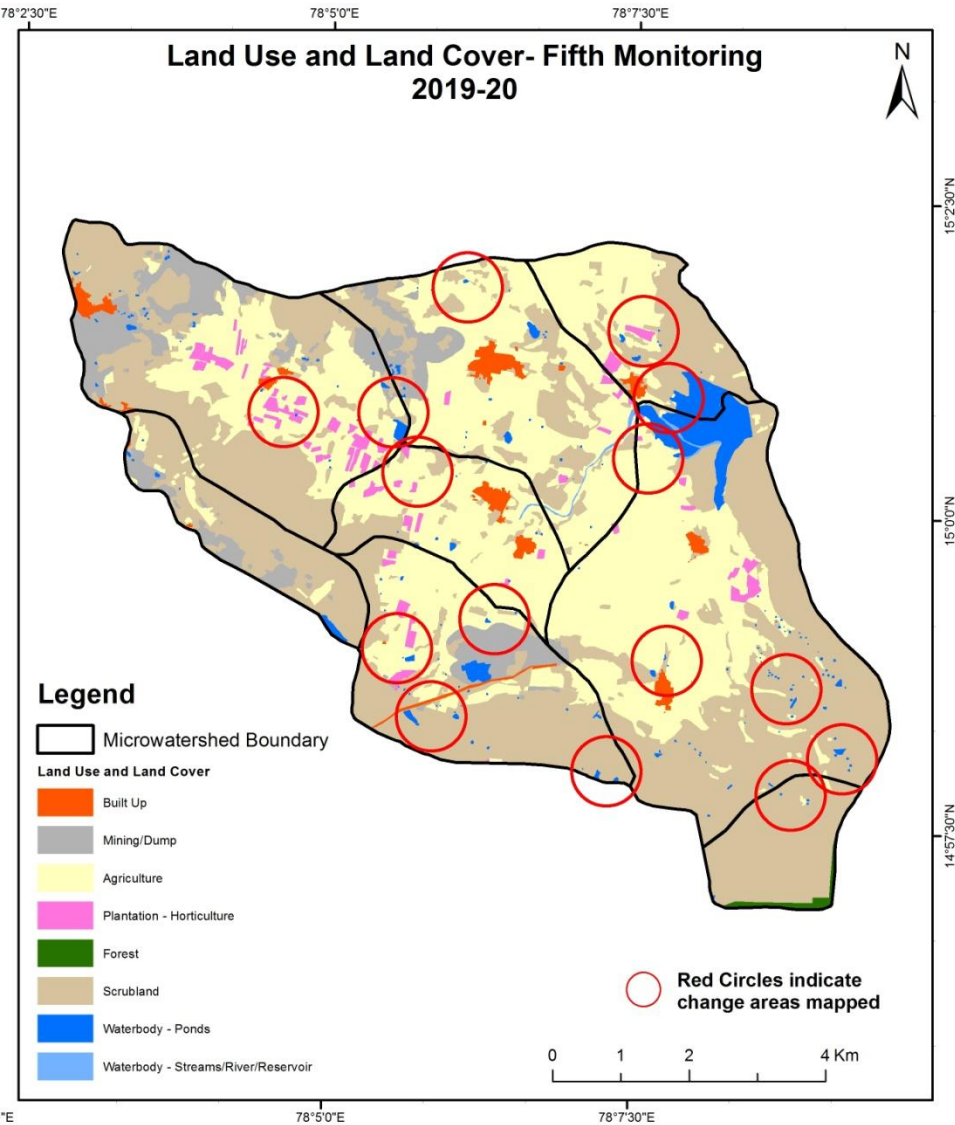 78°2'30"E
78°5'0"E
78°7'30"E
Land Use and Land Cover- Fifth Monitoring
2019-20
N
15°2'30"N
15°0'0"N
14°57'30"N
Legend
Microwatershed Boundary
Land Use and Land Cover
Built Up
Mining/Dump
Agriculture
Plantation - Horticulture
Forest
Scrubland
Waterbody - Ponds
Waterbody - Streams/River/Reservoir
Red Circles indicate
change areas mapped
0 1 2 4 Km
"E
78°5'0"E
78°7'30"E